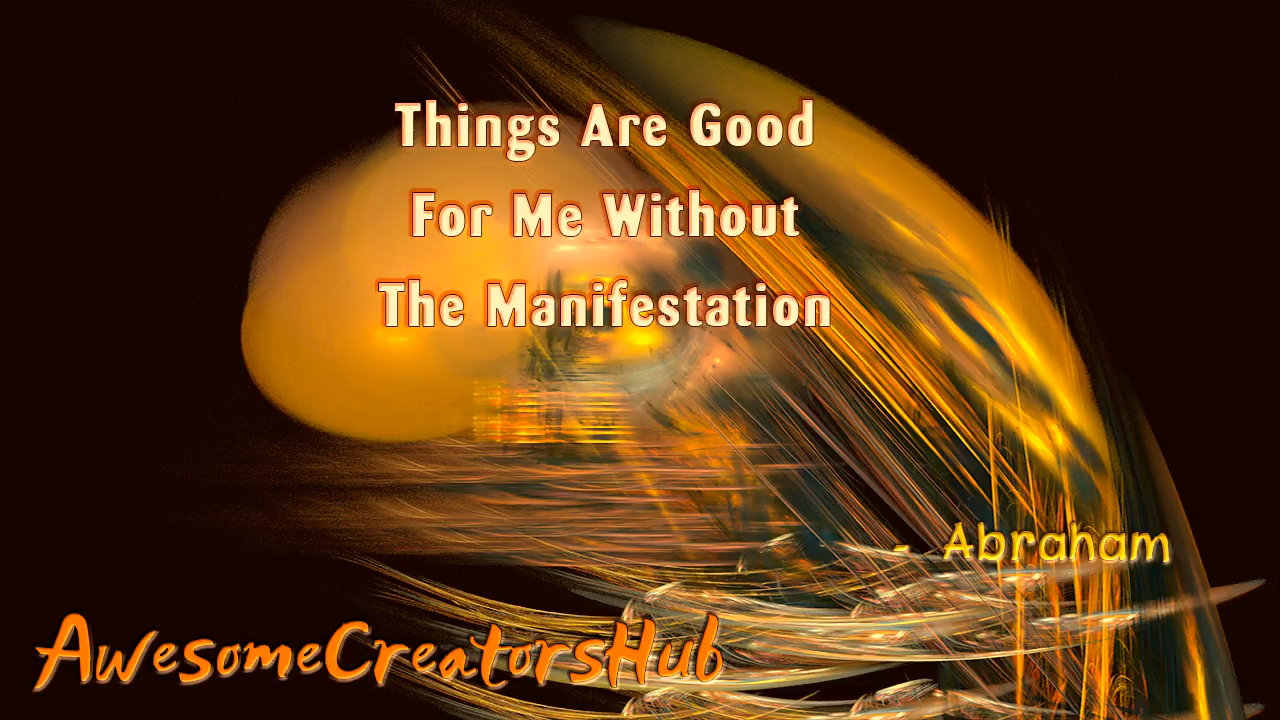 Things Are Good
For Me Without
The Manifestation
- Abraham
AwesomeCreatorsHub